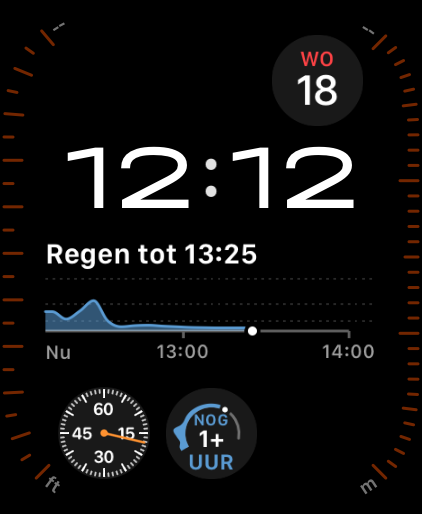 --
--
WO
18
12:12
Regen tot 13:25
Nu 13:00 14:00
60
45 15
30
NOG
1+
UUR
ft
m